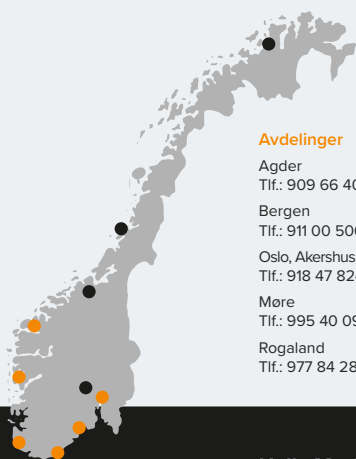 Avdelinger
Agder
Tlf.: 909 66 40
Bergen
Tlf.: 911 00 50
Oslo, Akershus,
Tlf.: 918 47 82
Møre
Tlf.: 995 40 09
Rogaland
Tlf.: 977 84 28